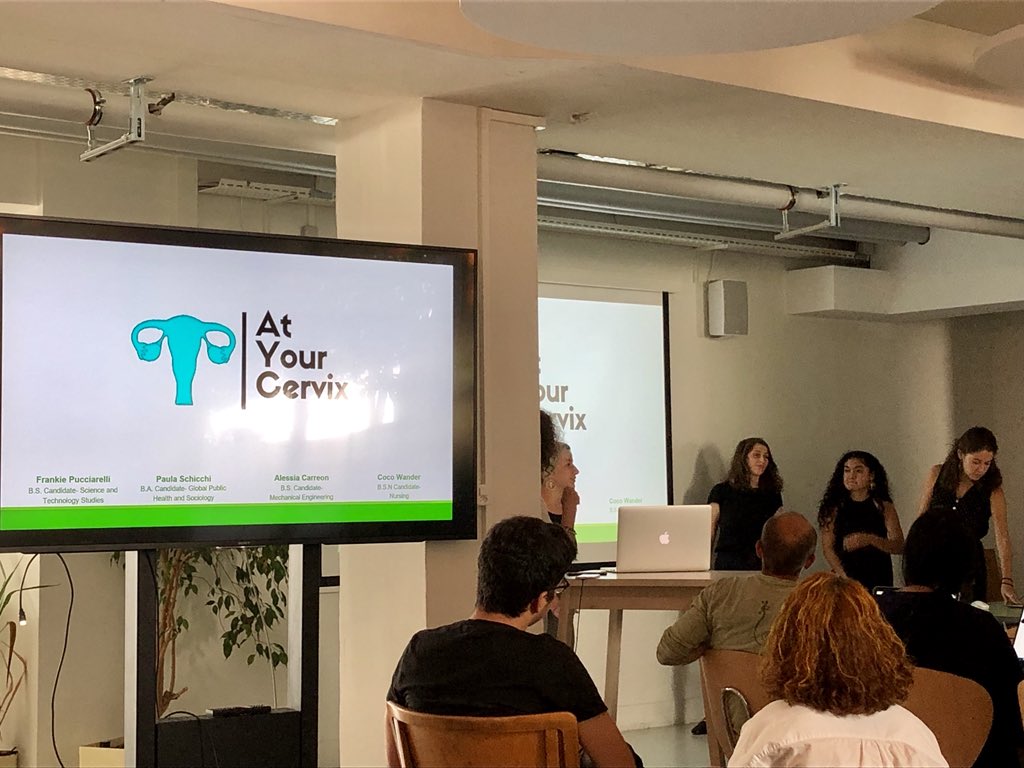 At
Your
Cervix
Frankie Pucciarelli
B.S. Candidate- Science and
Technology Studies
Paula Schicchi
B.A. Candidate- Global Public
Health and Sociology
Alessia Carreon
B.S. Candidate-
Mechanical Engineering
Coco Wander
B.S.N Candidate-
Nursing
our
vix
Coco Wander